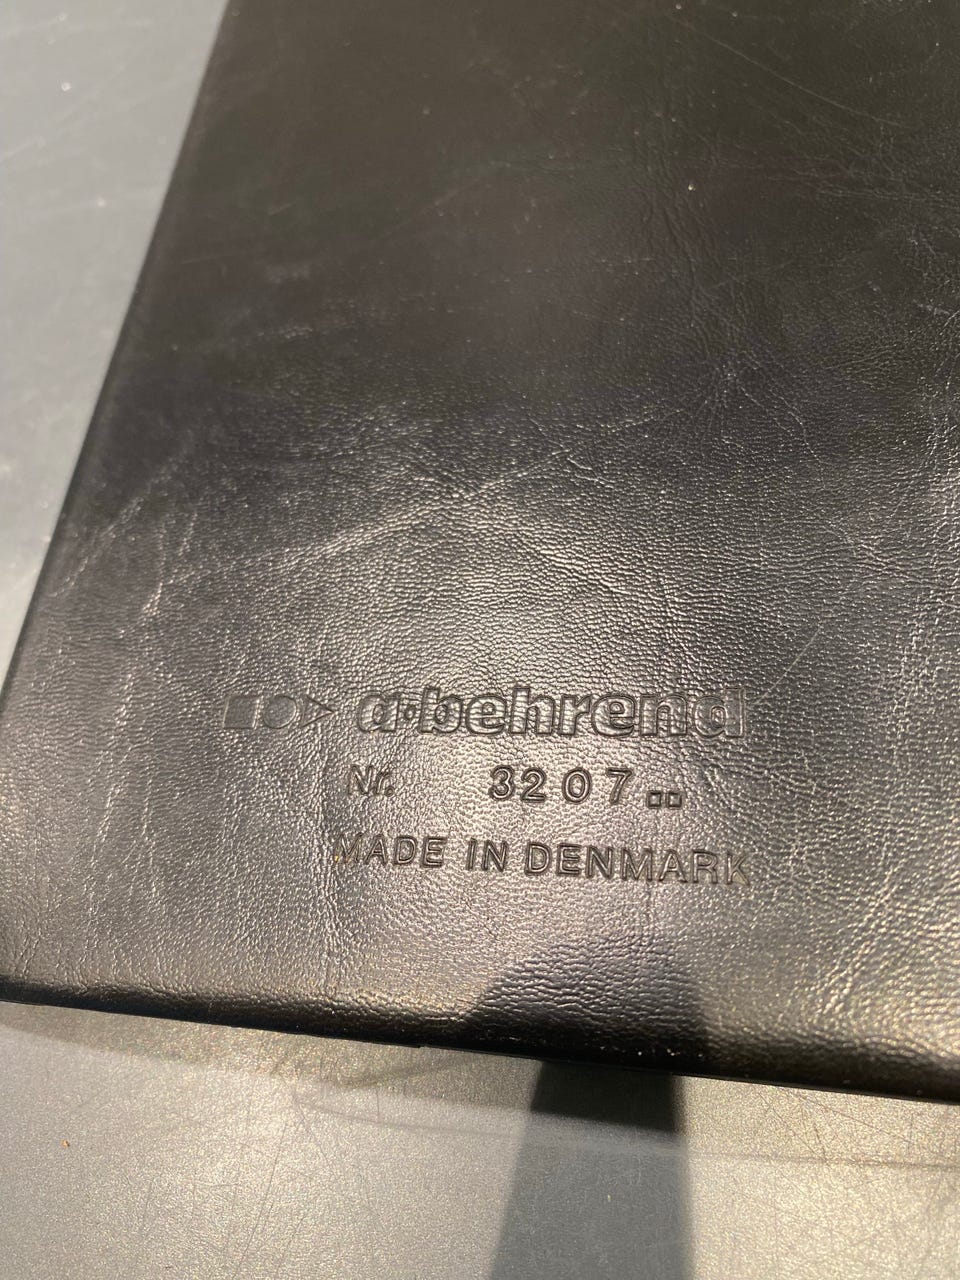 a·behrend
Nr. 3207
MADE IN DENMARK